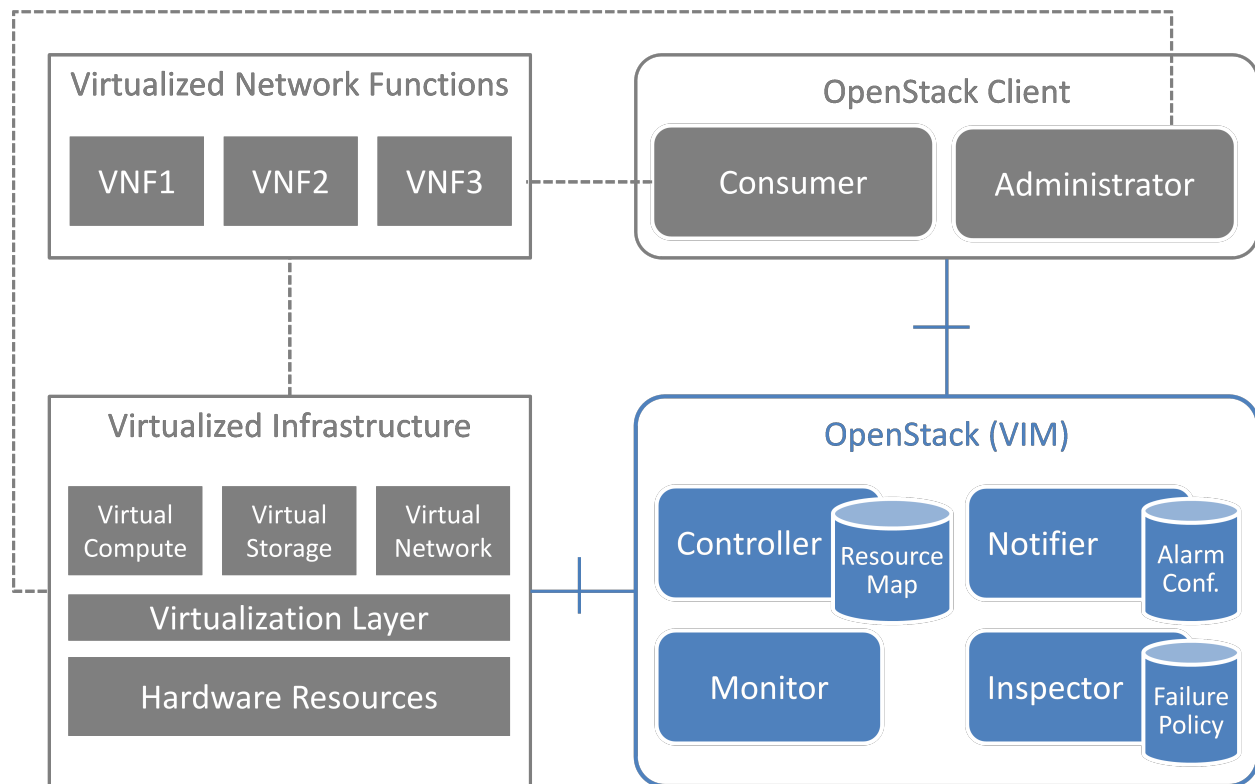 Virtualized Network Functions
VNF1
VNF2
VNF3
OpenStack Client
Consumer
Administrator
Virtualized Infrastructure
Virtual
Compute
Virtual
Storage
Virtual
Network
Virtualization Layer
Hardware Resources
OpenStack (VIM)
Controller
Resource
Map
Notifier
Alarm
Conf.
Monitor
Inspector
Failure
Policy